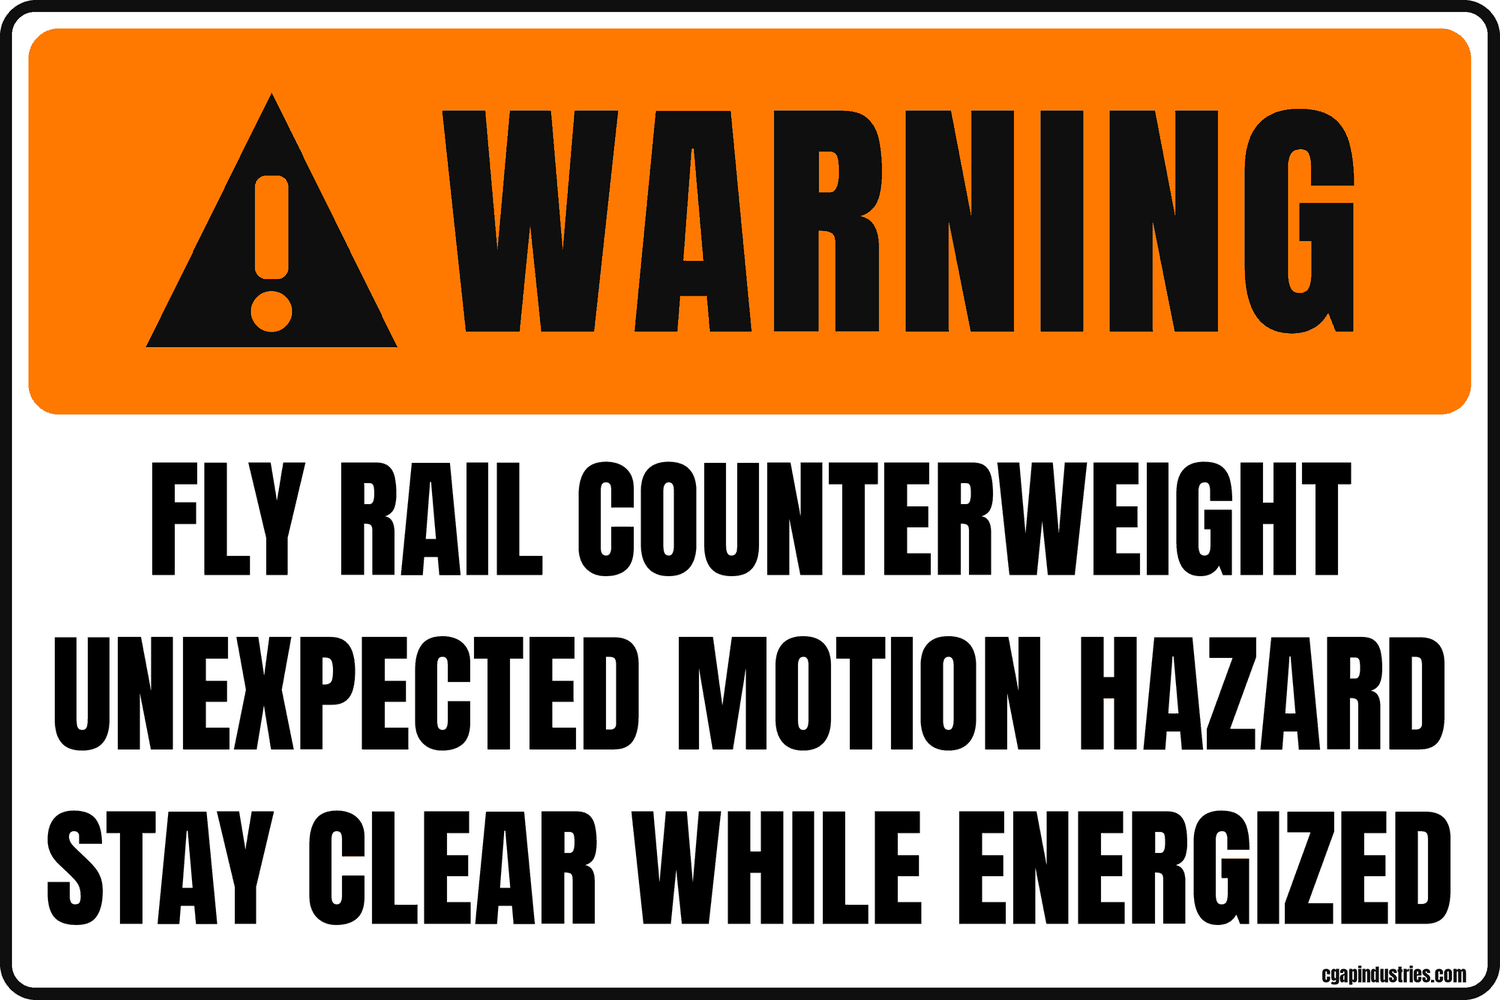 WARNING
FLY RAIL COUNTERWEIGHT
UNEXPECTED MOTION HAZARD
STAY CLEAR WHILE ENERGIZED
cgapindustries.com